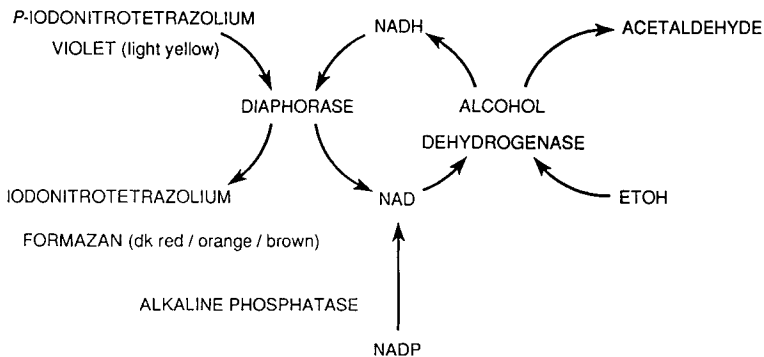 P-IODONITROTETRAZOLIUM
VIOLET (light yellow)
NADH
ACETALDEHYDE
DIAPHORASE
ALCOHOL
DEHYDROGENASE
IODONITROTETRAZOLIUM
FORMAZAN (dk red / orange / brown)
NAD
ETOH
ALKALINE PHOSPHATASE
NADP